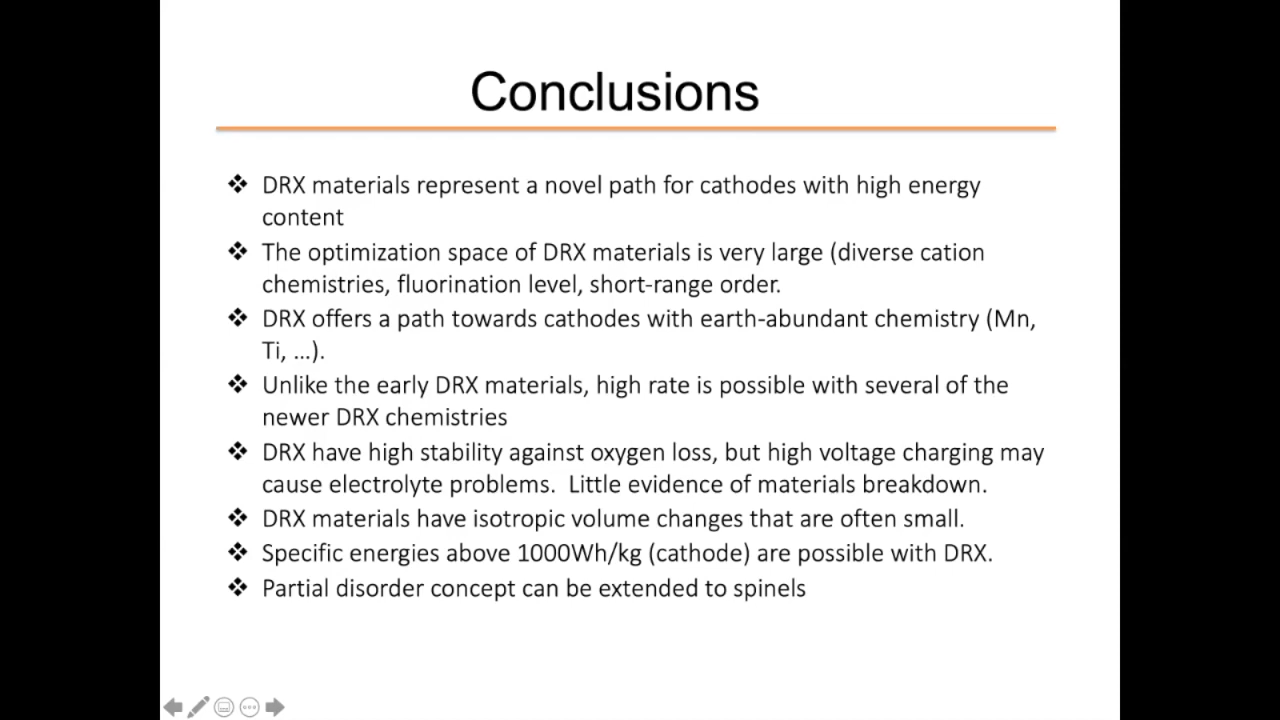 Conclusions
❖ DRX materials represent a novel path for cathodes with high energy
content
❖ The optimization space of DRX materials is very large (diverse cation
chemistries, fluorination level, short-range order.
❖ DRX offers a path towards cathodes with earth-abundant chemistry (Mn,
Ti, ...).
❖ Unlike the early DRX materials, high rate is possible with several of the
newer DRX chemistries
❖ DRX have high stability against oxygen loss, but high voltage charging may
cause electrolyte problems.  Little evidence of materials breakdown.
❖ DRX materials have isotropic volume changes that are often small.
❖ Specific energies above 1000Wh/kg (cathode) are possible with DRX.
❖ Partial disorder concept can be extended to spinels